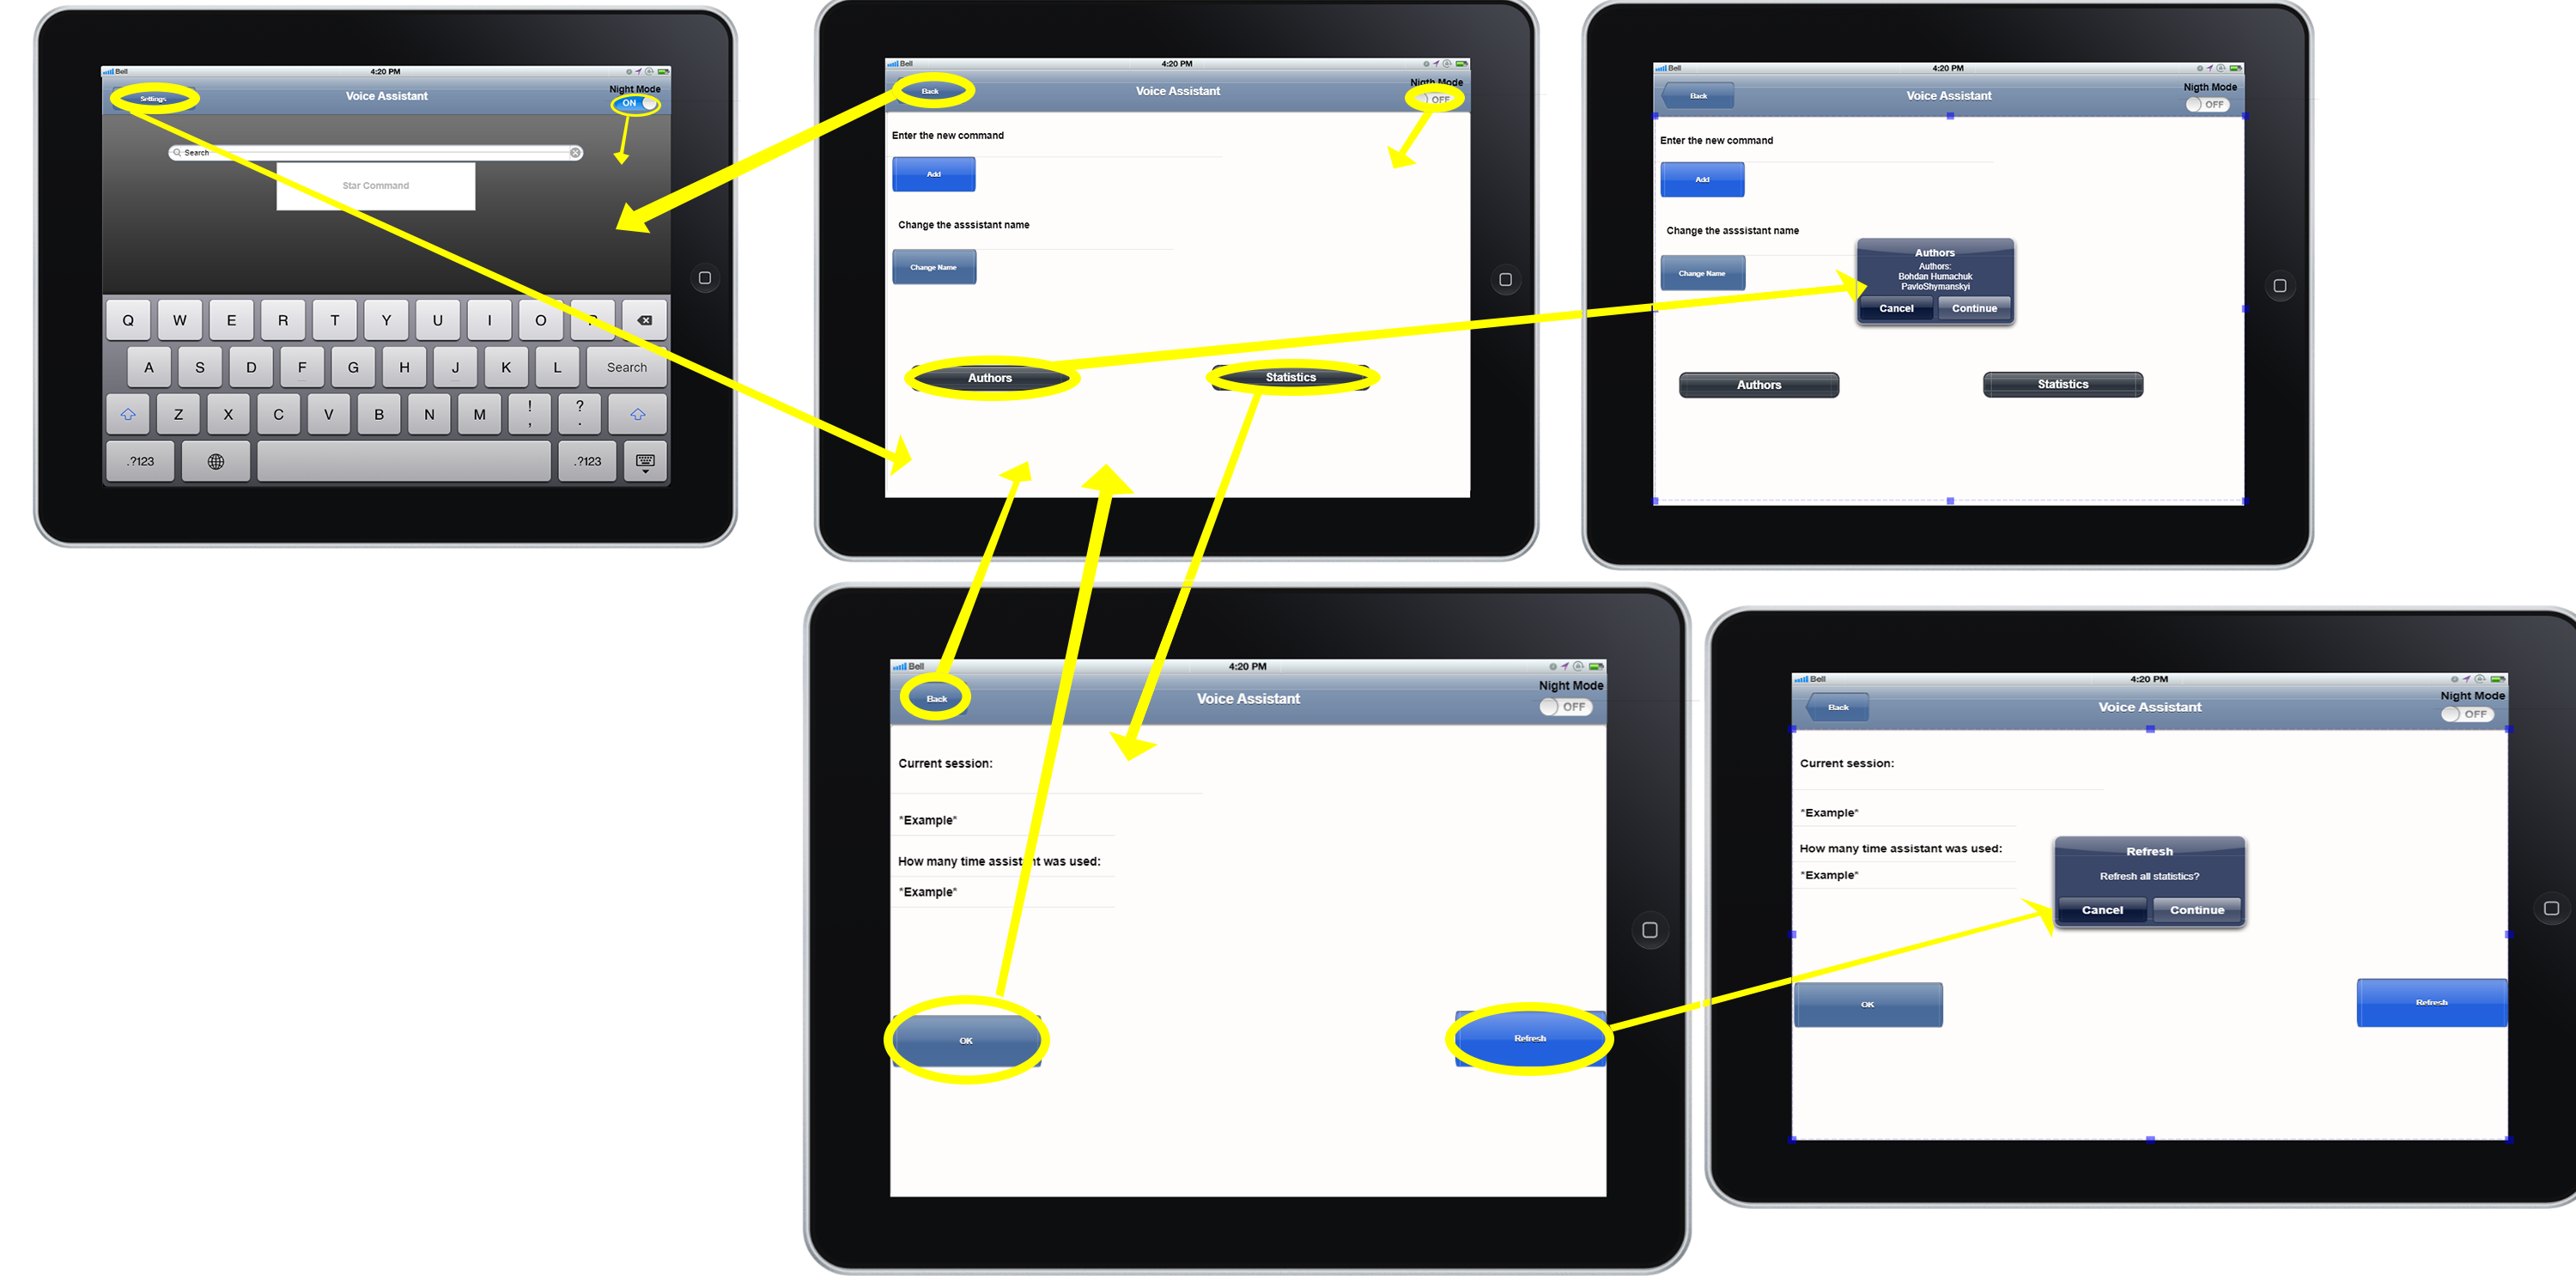 Bell 4:20 PM
Settings Voice Assistant Night Mode
ON
Search
Star Command
Q W E R T Y U I O P
A S D F G H J K L Search
Z X C V B N M ! , ? .
.?123 .?123
Bell 4:20 PM
Back Voice Assistant Nigth Mode
OFF
Enter the new command
Add
Change the asssistant name
Change Name
Authors Statistics
Bell 4:20 PM
Back Voice Assistant Nigth Mode
OFF
Enter the new command
Add
Change the asssistant name
Change Name
Authors
Authors:
Bohdan Humachuk
PavloShymanskyi
Cancel Continue
Authors Statistics
Bell 4:20 PM
Back Voice Assistant Night Mode
OFF
Current session:
*Example*
How many time assistant was used:
*Example*
OK Refresh
Bell 4:20 PM
Back Voice Assistant Night Mode
OFF
Current session:
*Example*
How many time assistant was used:
*Example*
Refresh
Refresh all statistics?
Cancel Continue
OK Refresh